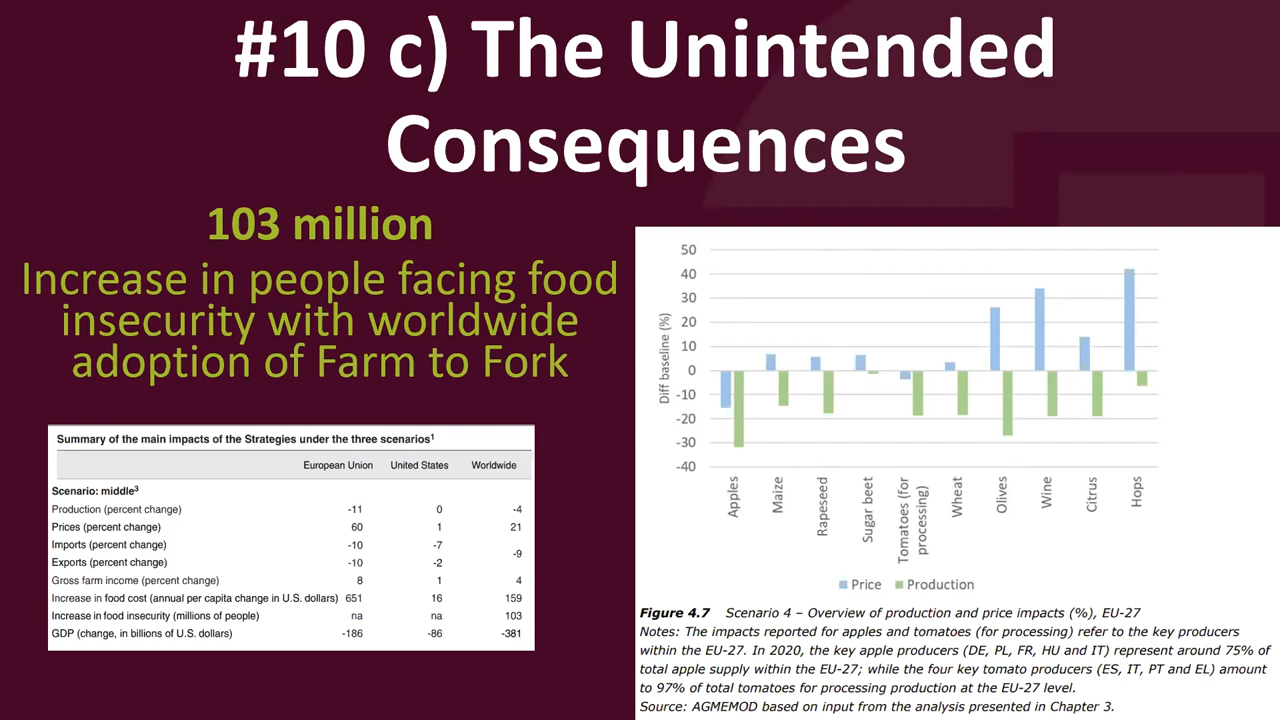 #10 c) The Unintended
Consequences
103 million
Increase in people facing food
insecurity with worldwide
adoption of Farm to Fork
Summary of the main impacts of the Strategies under the three scenarios¹
European Union United States Worldwide
Scenario: middle³
Production (percent change) -11 0 -4
Prices (percent change) 60 1 21
Imports (percent change) -10 -7
-9
Exports (percent change) -10 -2
Gross farm income (percent change) 8 1 4
Increase in food cost (annual per capita change in U.S. dollars) 651 16 159
Increase in food insecurity (millions of people) na na 103
GDP (change, in billions of U.S. dollars) -186 -86 -381
50
40
30
20
10
0
-10
-20
-30
-40
Diff baseline (%)
Apples
Maize
Rapeseed
Sugar beet
Tomatoes (for
processing)
Wheat
Olives
Wine
Citrus
Hops
Price Production
Figure 4.7 Scenario 4 – Overview of production and price impacts (%), EU-27
Notes: The impacts reported for apples and tomatoes (for processing) refer to the key producers
within the EU-27. In 2020, the key apple producers (DE, PL, FR, HU and IT) represent around 75% of
total apple supply within the EU-27; while the four key tomato producers (ES, IT, PT and EL) amount
to 97% of total tomatoes for processing production at the EU-27 level.
Source: AGMEMOD based on input from the analysis presented in Chapter 3.